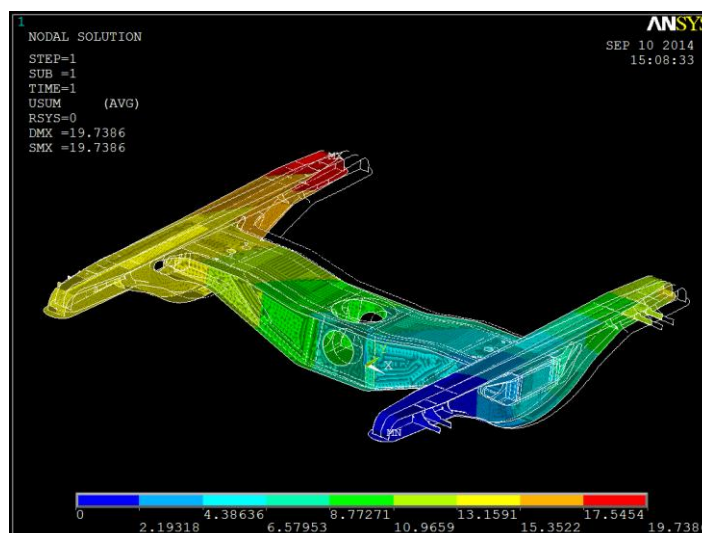 1
NODAL SOLUTION
STEP=1
SUB =1
TIME=1
USUM (AVG)
RSYS=0
DMX =19.7386
SMX =19.7386
ANSYS
SEP 10 2014
15:08:33
MX
Y
X
MN
0 4.38636 8.77271 13.1591 17.5454
2.19318 6.57953 10.9659 15.3522 19.7386